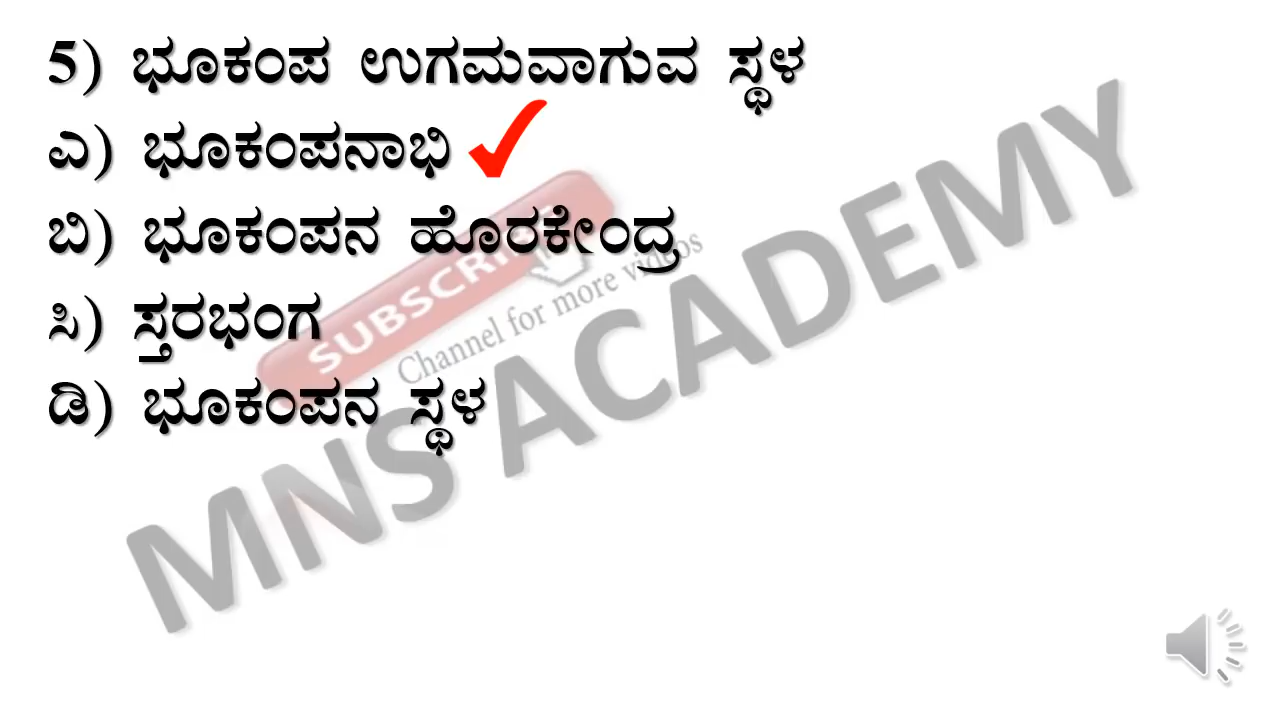 5) ಭೂಕಂಪ ಉಗಮವಾಗುವ ಸ್ಥಳ
ಎ) ಭೂಕಂಪನಾಭಿ
ಬಿ) ಭೂಕಂಪನ ಹೊರಕೇಂದ್ರ
ಸಿ) ಸ್ತರಭಂಗ
ಡಿ) ಭೂಕಂಪನ ಸ್ಥಳ
SUBSCRIBE
Channel for more videos
MNS ACADEMY